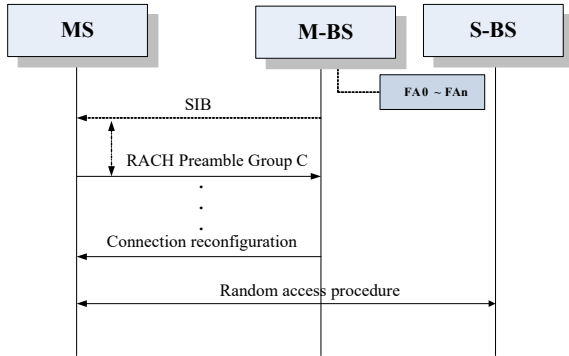 MS
M-BS
S-BS
FA0 ~ FAn
SIB
RACH Preamble Group C
Connection reconfiguration
Random access procedure